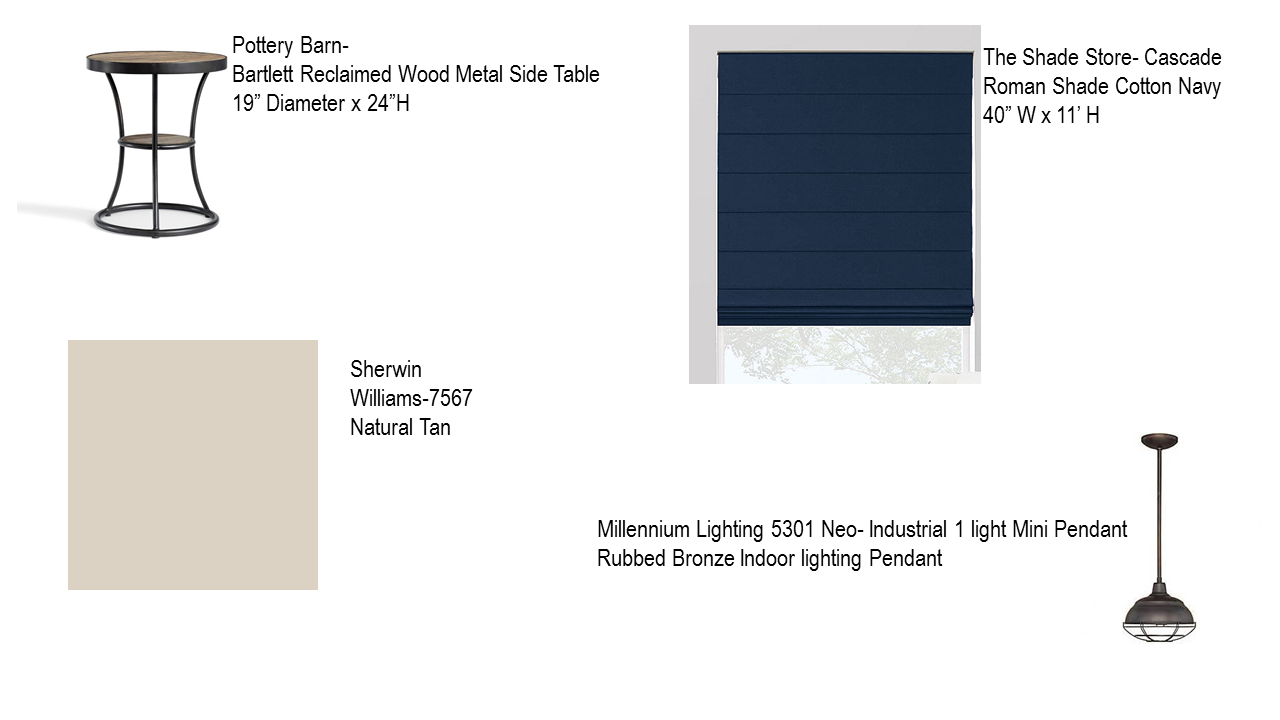 Pottery Barn-
Bartlett Reclaimed Wood Metal Side Table
19” Diameter x 24”H
The Shade Store- Cascade
Roman Shade Cotton Navy
40” W x 11’ H
Sherwin
Williams-7567
Natural Tan
Millennium Lighting 5301 Neo- Industrial 1 light Mini Pendant
Rubbed Bronze Indoor lighting Pendant